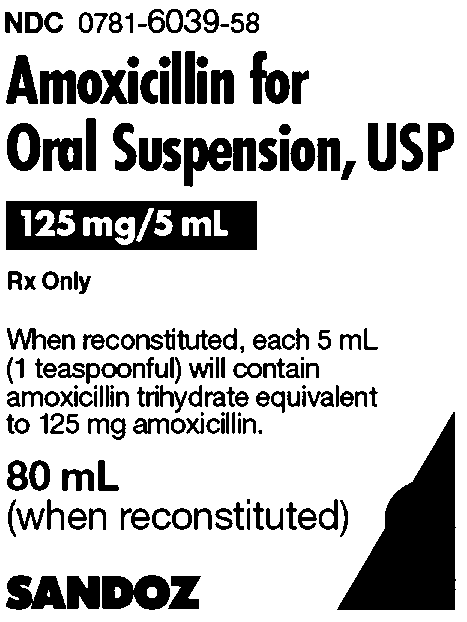 NDC 0781-6039-58
Amoxicillin for
Oral Suspension, USP
125 mg/5 mL
Rx Only
When reconstituted, each 5 mL
(1 teaspoonful) will contain
amoxicillin trihydrate equivalent
to 125 mg amoxicillin.
80 mL
(when reconstituted)
SANDOZ